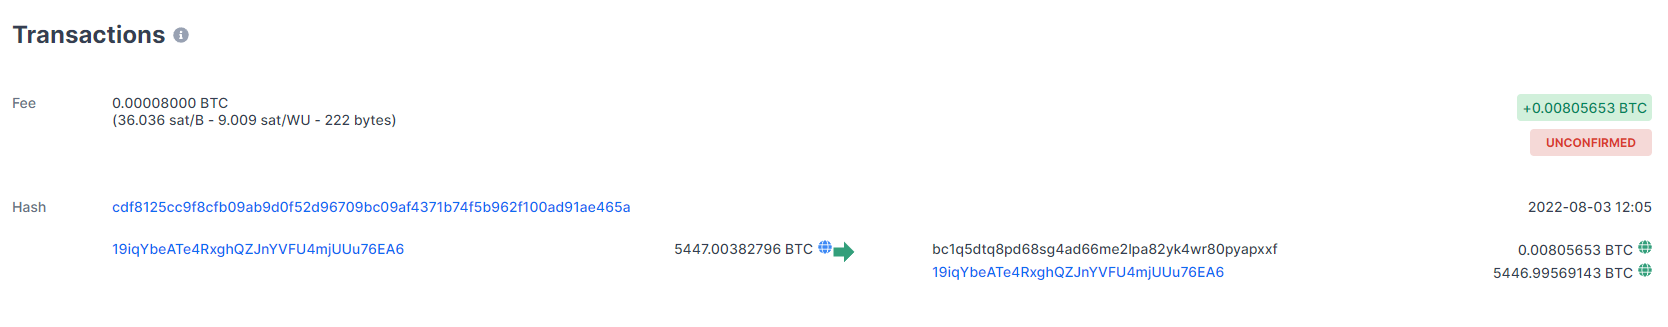 Transactions
Fee
0.00008000 BTC
(36.036 sat/B - 9.009 sat/WU - 222 bytes)
+0.00805653 BTC
UNCONFIRMED
Hash
cdf8125cc9f8cfb09ab9d0f52d96709bc09af4371b74f5b962f100ad91ae465a
2022-08-03 12:05
19iqYbeATe4RxghQZJnYVFU4mjUUu76EA6
5447.00382796 BTC
bc1q5dtq8pd68sg4ad66me2lpa82yk4wr80pyapxxf
0.00805653 BTC
19iqYbeATe4RxghQZJnYVFU4mjUUu76EA6
5446.99569143 BTC